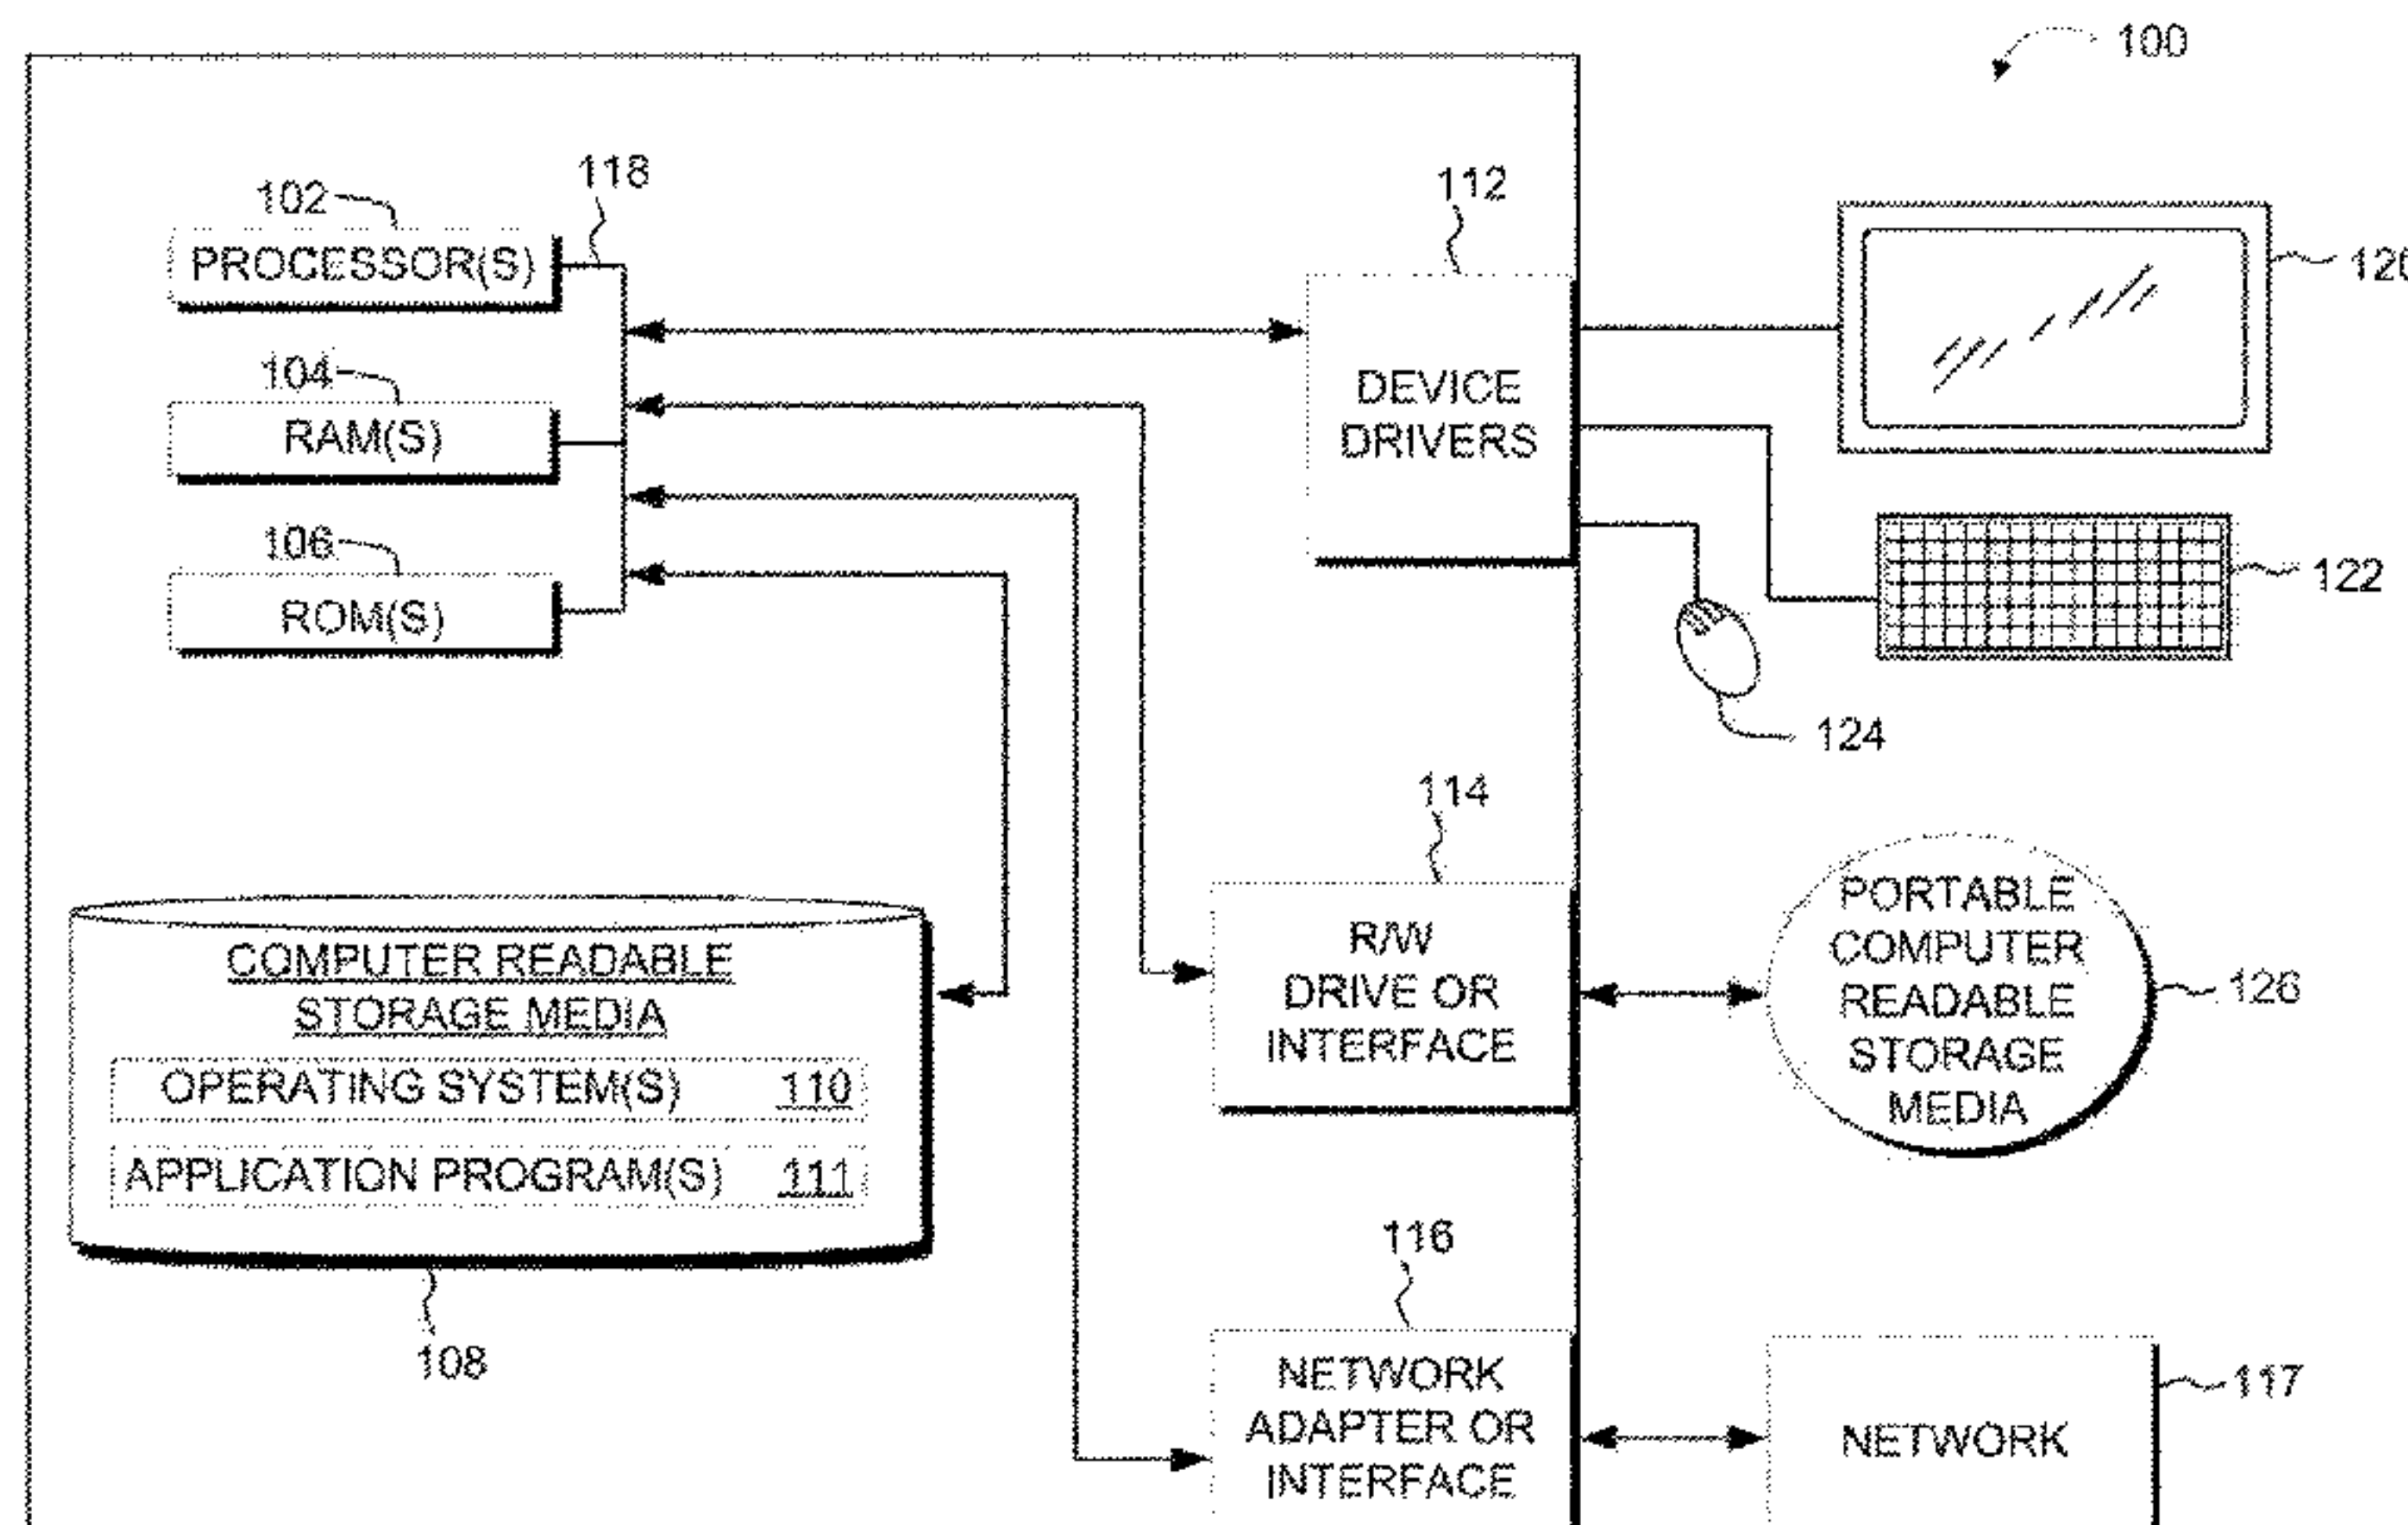 100
118
112
102
PROCESSOR(S)
104
RAM(S)
106
ROM(S)
DEVICE
DRIVERS
122
124
114
R/W
DRIVE OR
INTERFACE
PORTABLE
COMPUTER
READABLE
STORAGE
MEDIA
126
COMPUTER READABLE
STORAGE MEDIA
OPERATING SYSTEM(S) 110
APPLICATION PROGRAM(S) 111
108
116
NETWORK
ADAPTER OR
INTERFACE
NETWORK
117